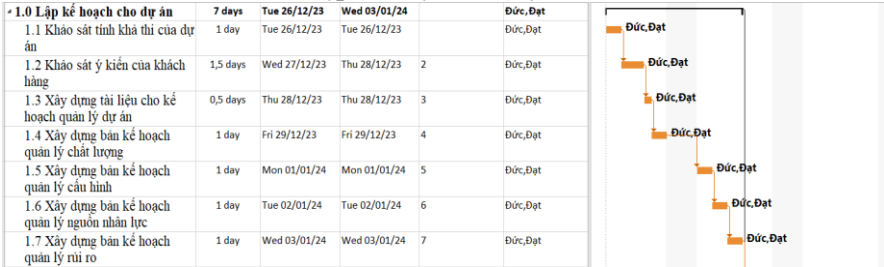 1.0 Lập kế hoạch cho dự án 7 days Tue 26/12/23 Wed 03/01/24 Đức,Đạt
1.1 Khảo sát tính khả thi của dự án 1 day Tue 26/12/23 Tue 26/12/23 Đức,Đạt Đức,Đạt
1.2 Khảo sát ý kiến của khách hàng 1,5 days Wed 27/12/23 Thu 28/12/23 2 Đức,Đạt Đức,Đạt
1.3 Xây dựng tài liệu cho kế hoạch quản lý dự án 0,5 days Thu 28/12/23 Thu 28/12/23 3 Đức,Đạt Đức,Đạt
1.4 Xây dựng bản kế hoạch quản lý chất lượng 1 day Fri 29/12/23 Fri 29/12/23 4 Đức,Đạt Đức,Đạt
1.5 Xây dựng bản kế hoạch quản lý cấu hình 1 day Mon 01/01/24 Mon 01/01/24 5 Đức,Đạt Đức,Đạt
1.6 Xây dựng bản kế hoạch quản lý nguồn nhân lực 1 day Tue 02/01/24 Tue 02/01/24 6 Đức,Đạt Đức,Đạt
1.7 Xây dựng bản kế hoạch quản lý rủi ro 1 day Wed 03/01/24 Wed 03/01/24 7 Đức,Đạt Đức,Đạt